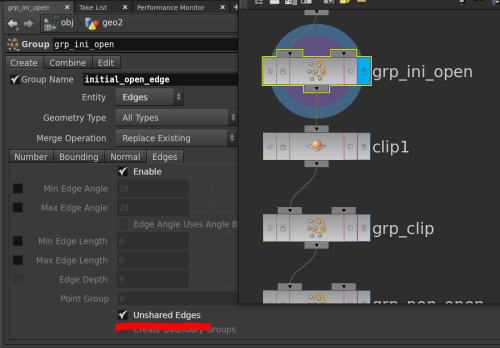 grp_ini_open
Take List
Performance Monitor
obj
geo2
Group grp_ini_open
Create Combine Edit
Group Name initial_open_edge
Entity Edges
Geometry Type All Types
Merge Operation Replace Existing
Number Bounding Normal Edges
Enable
Min Edge Angle 20
Max Edge Angle 20
Edge Angle Uses Angle B
Min Edge Length 0
Max Edge Length 0
Edge Depth 0
Point Group 0
Unshared Edges
Create Boundary Groups
grp_ini_open
clip1
grp_clip
grp_non_open